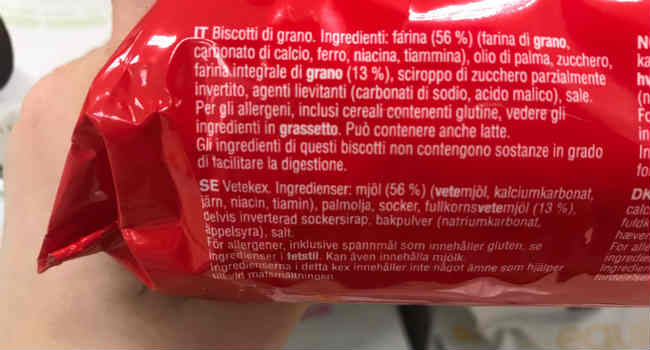 IT Biscotti di grano. Ingredienti: farina (56 %) (farina di grano,
carbonato di calcio, ferro, niacina, tiammina), olio di palma, zucchero,
farina integrale di grano (13 %), sciroppo di zucchero parzialmente
invertito, agenti lievitanti (carbonati di sodio, acido malico), sale.
Per gli allergeni, inclusi cereali contenenti glutine, vedere gli
ingredienti in grassetto. Può contenere anche latte.
Gli ingredienti di questi biscotti non contengono sostanze in grado
di facilitare la digestione.
SE Vetekex. Ingredienser: mjöl (56 %) (vetemjöl, kalciumkarbonat,
järn, niacin, tiamin), palmolja, socker, fullkornsvetemjöl (13 %),
delvis inverterad sockersirap, bakpulver (natriumkarbonat,
äppelsyra), salt.
För allergener, inklusive spannmål som innehåller gluten, se
ingredienser i fetstil. Kan även innehålla mjölk.
Ingredienserna i detta kex innehåller inte något ämne som hjälper
matsmältningen
DK